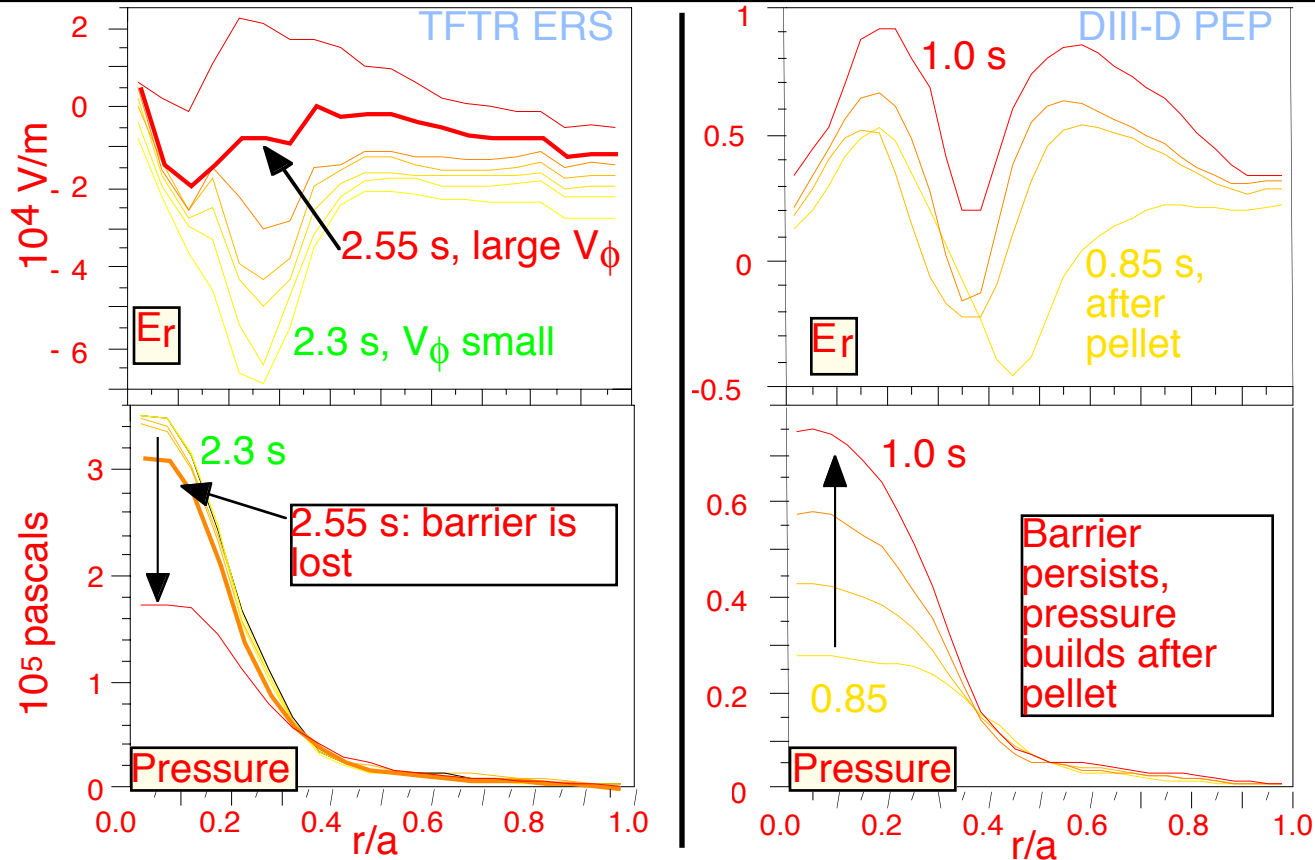 TFTR ERS
2
0
- 2
- 4
- 6
10⁴ V/m
2.55 s, large Vϕ
2.3 s, Vϕ small
Er
3
2
1
0
10⁵ pascals
2.3 s
2.55 s: barrier is
lost
Pressure
0.0 0.2 0.4 0.6 0.8 1.0
r/a
DIII-D PEP
1
0.5
0
-0.5
1.0 s
0.85 s,
after
pellet
Er
0.6
0.4
0.2
0
1.0 s
Barrier
persists,
pressure
builds after
pellet
0.85
Pressure
0.0 0.2 0.4 0.6 0.8 1.0
r/a